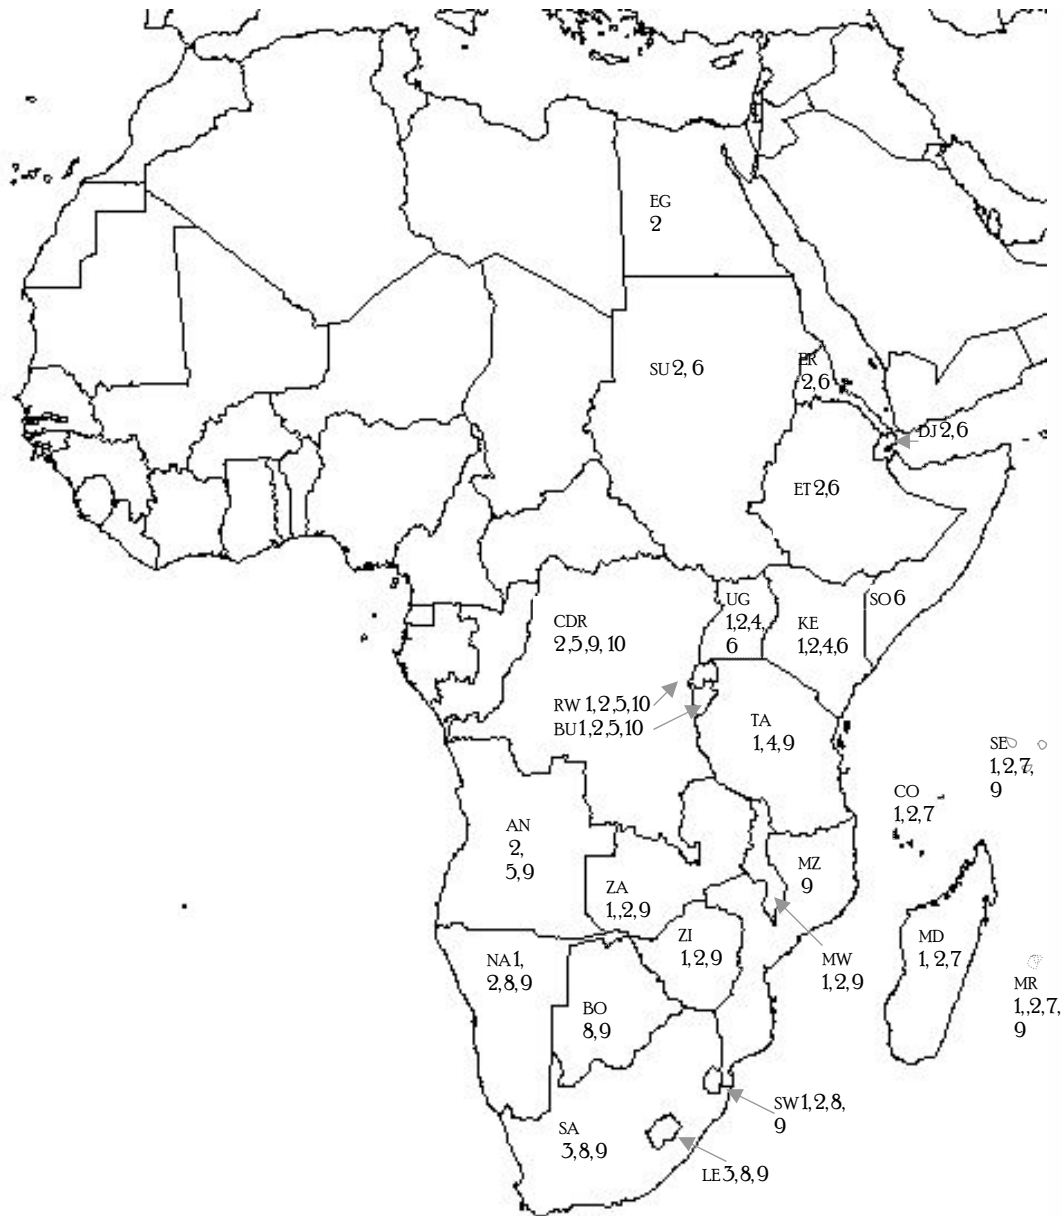 EG
2
SU 2, 6
ER
2,6
DJ 2,6
ET 2,6
UG
1,2,4,
6
KE
1,2,4,6
SO 6
CDR
2,5,9,10
RW 1,2,5,10
BU 1,2,5,10
TA
1,4,9
SE
1,2,7,
9
CO
1,2,7
AN
2,
5,9
MZ
9
ZA
1,,2,9
ZI
1,2,9
MW
1,2,9
MD
1,2,7
MR
1,,2,7,
9
NA 1,
2,8,9
BO
8,9
SW 1,2,8,
9
SA
3,8,9
LE 3,8,9